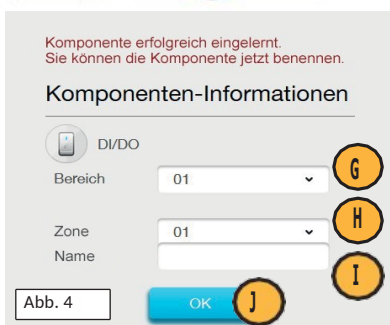 Komponente erfolgreich eingelernt.
Sie können die Komponente jetzt benennen.
Komponenten-Informationen
DI/DO
Bereich 01 G
Zone 01 H
Name I
Abb. 4 OK J